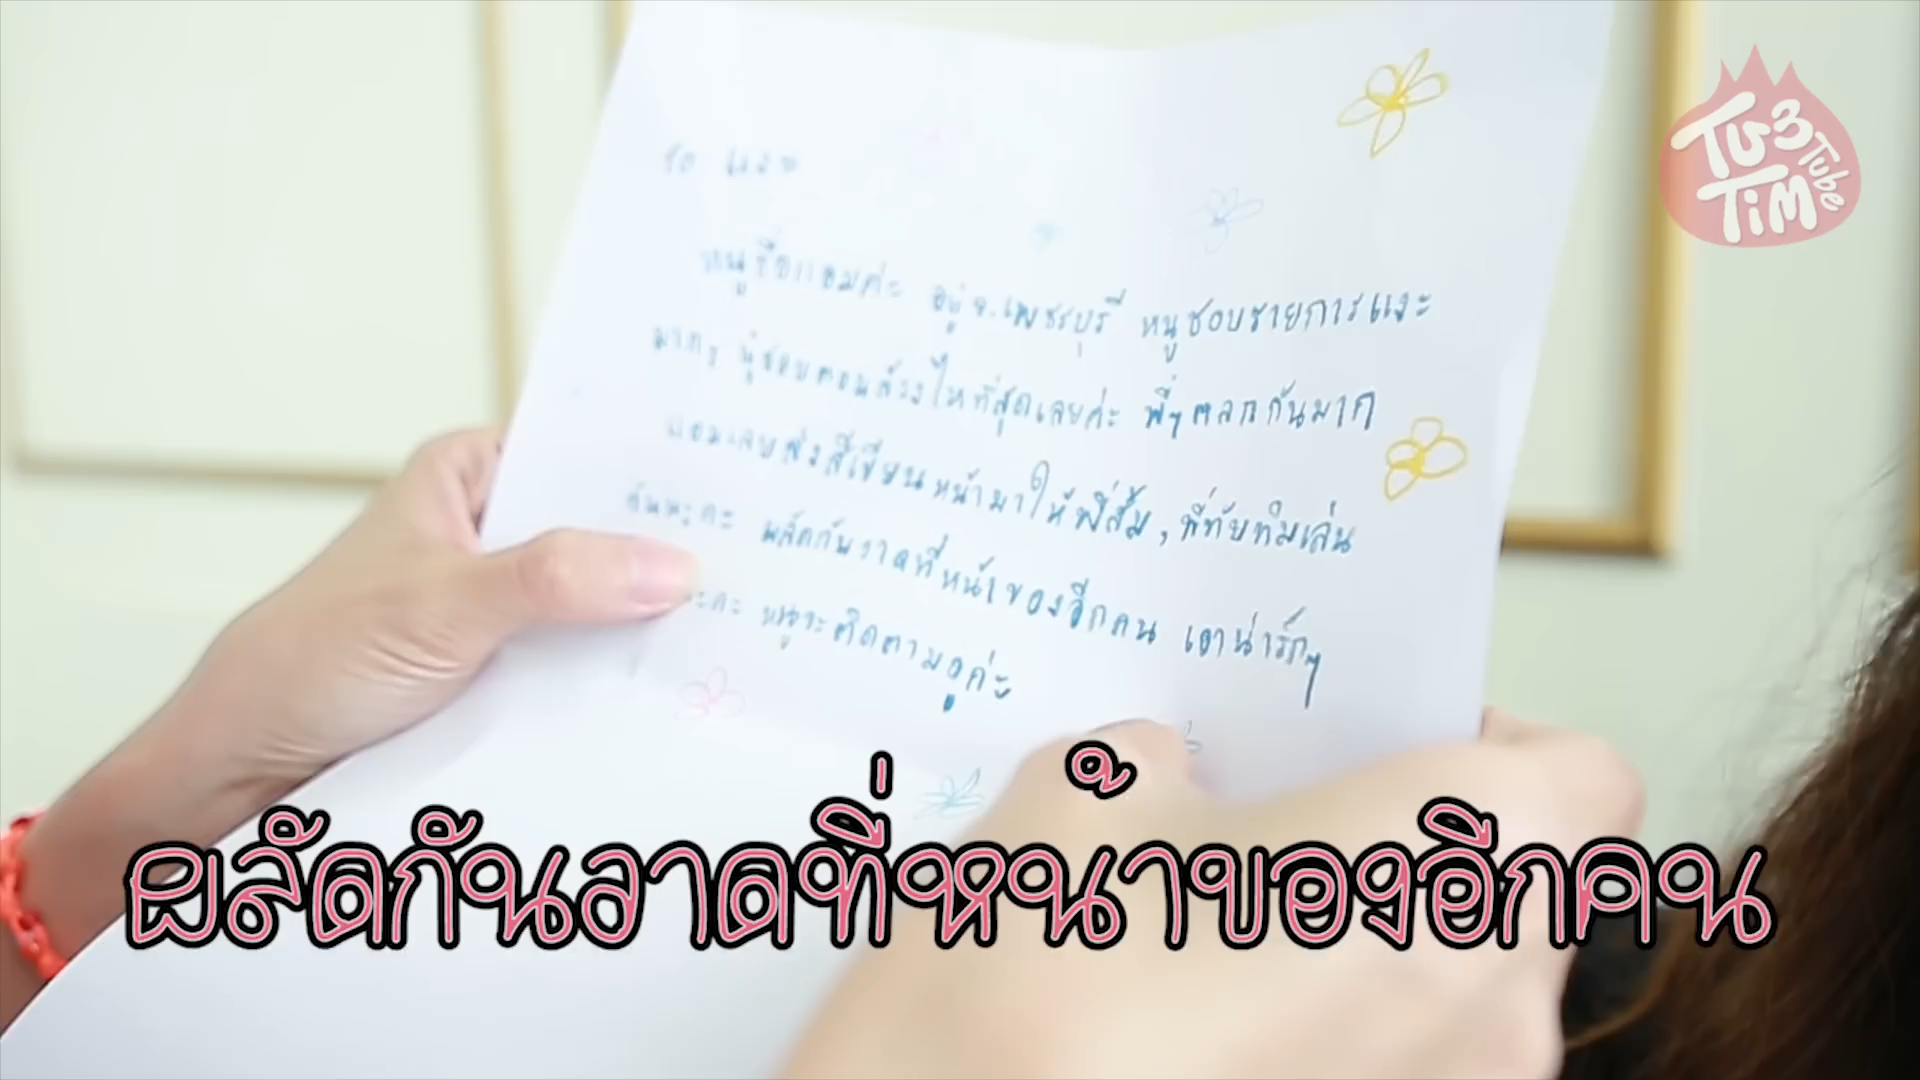 TUB TiM Tube
หนูชื่อแอมค่ะ อยู่จ.เพชรบุรี หนูชอบรายการแงะ
มากๆ หนูชอบตอนล้วงไหที่สุดเลยค่ะ พี่ๆตลกกันมาก
แอมเลยส่งสีเขียนหน้ามาให้พี่ส้ม, พี่ทับทิมเล่น
กันนะคะ ผลัดกันวาดที่หน้าของอีกคน เอาน่ารักๆ
นะคะ หนูจะติดตามดูค่ะ
ผลัดกันวาดที่หน้าของอีกคน